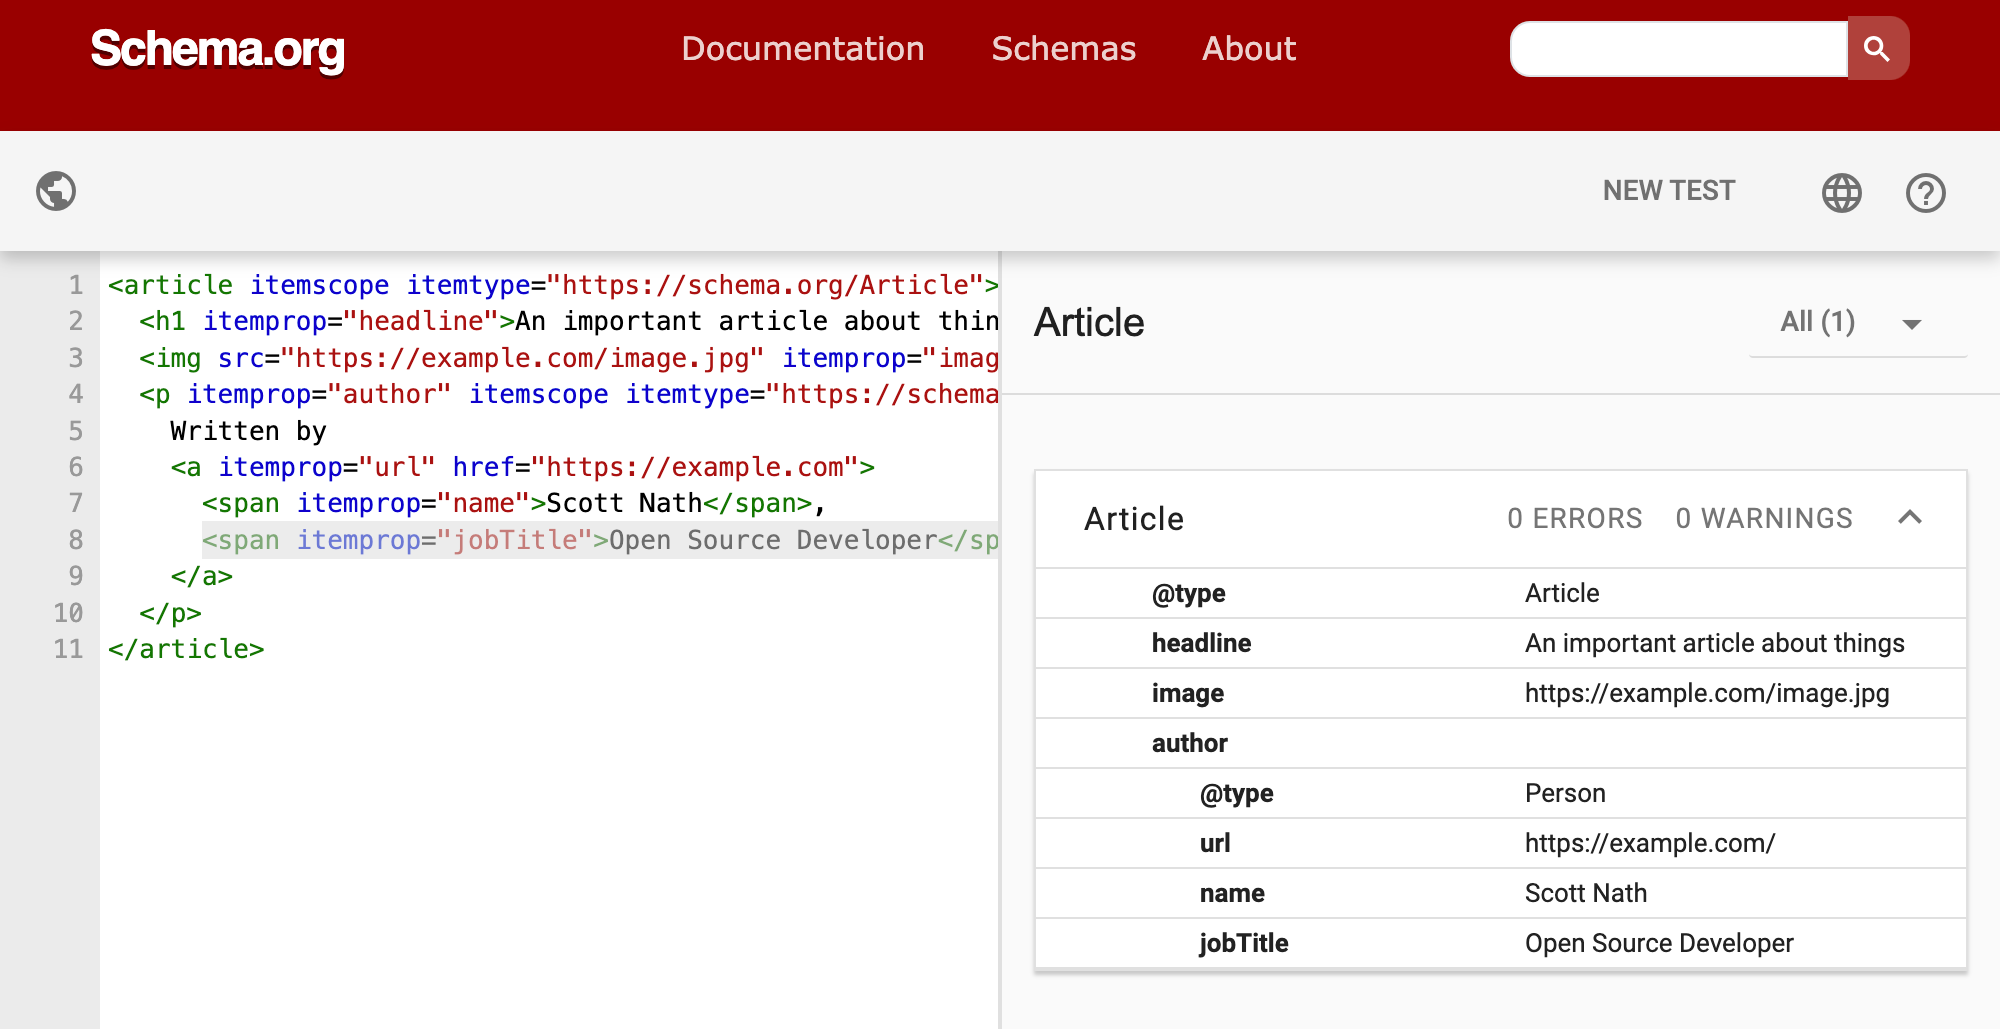 Schema.org
Documentation Schemas About
NEW TEST
1 <article itemscope itemtype="https://schema.org/Article">
2 <h1 itemprop="headline">An important article about thin
3 <img src="https://example.com/image.jpg" itemprop="imag
4 <p itemprop="author" itemscope itemtype="https://schema
5 Written by
6 <a itemprop="url" href="https://example.com">
7 <span itemprop="name">Scott Nath</span>,
8 <span itemprop="jobTitle">Open Source Developer</sp
9 </a>
10 </p>
11 </article>
Article All (1)
Article 0 ERRORS 0 WARNINGS
@type Article
headline An important article about things
image https://example.com/image.jpg
author
@type Person
url https://example.com/
name Scott Nath
jobTitle Open Source Developer